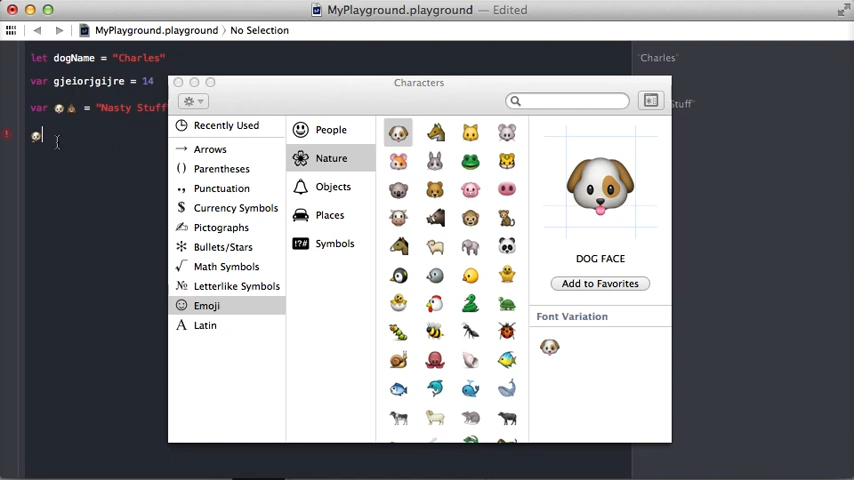 MyPlayground.playground — Edited
MyPlayground.playground › No Selection
let dogName = "Charles"
"Charles"
var gjeiorjgijre = 14
var 🐶💩 = "Nasty Stuff"
Stuff"
🐶
Characters
Recently Used
Arrows
Parentheses
Punctuation
$ Currency Symbols
Pictographs
Bullets/Stars
Math Symbols
№ Letterlike Symbols
Emoji
A Latin
People
Nature
Objects
Places
!?# Symbols
DOG FACE
Add to Favorites
Font Variation